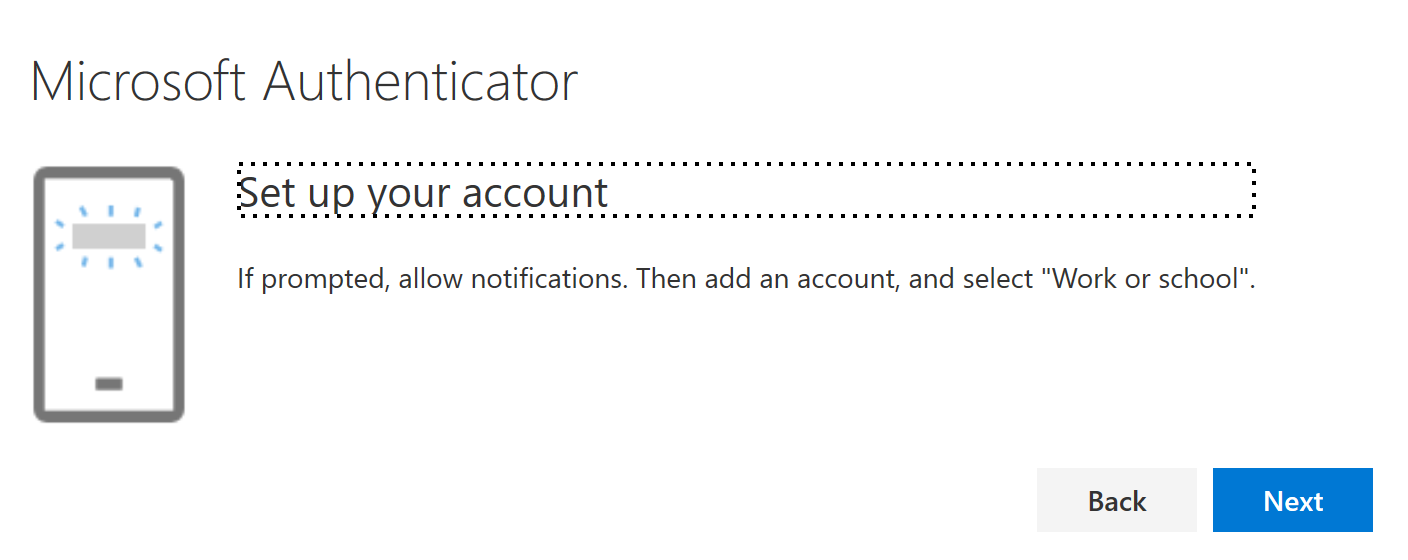 Microsoft Authenticator
Set up your account
If prompted, allow notifications. Then add an account, and select "Work or school".
Back
Next